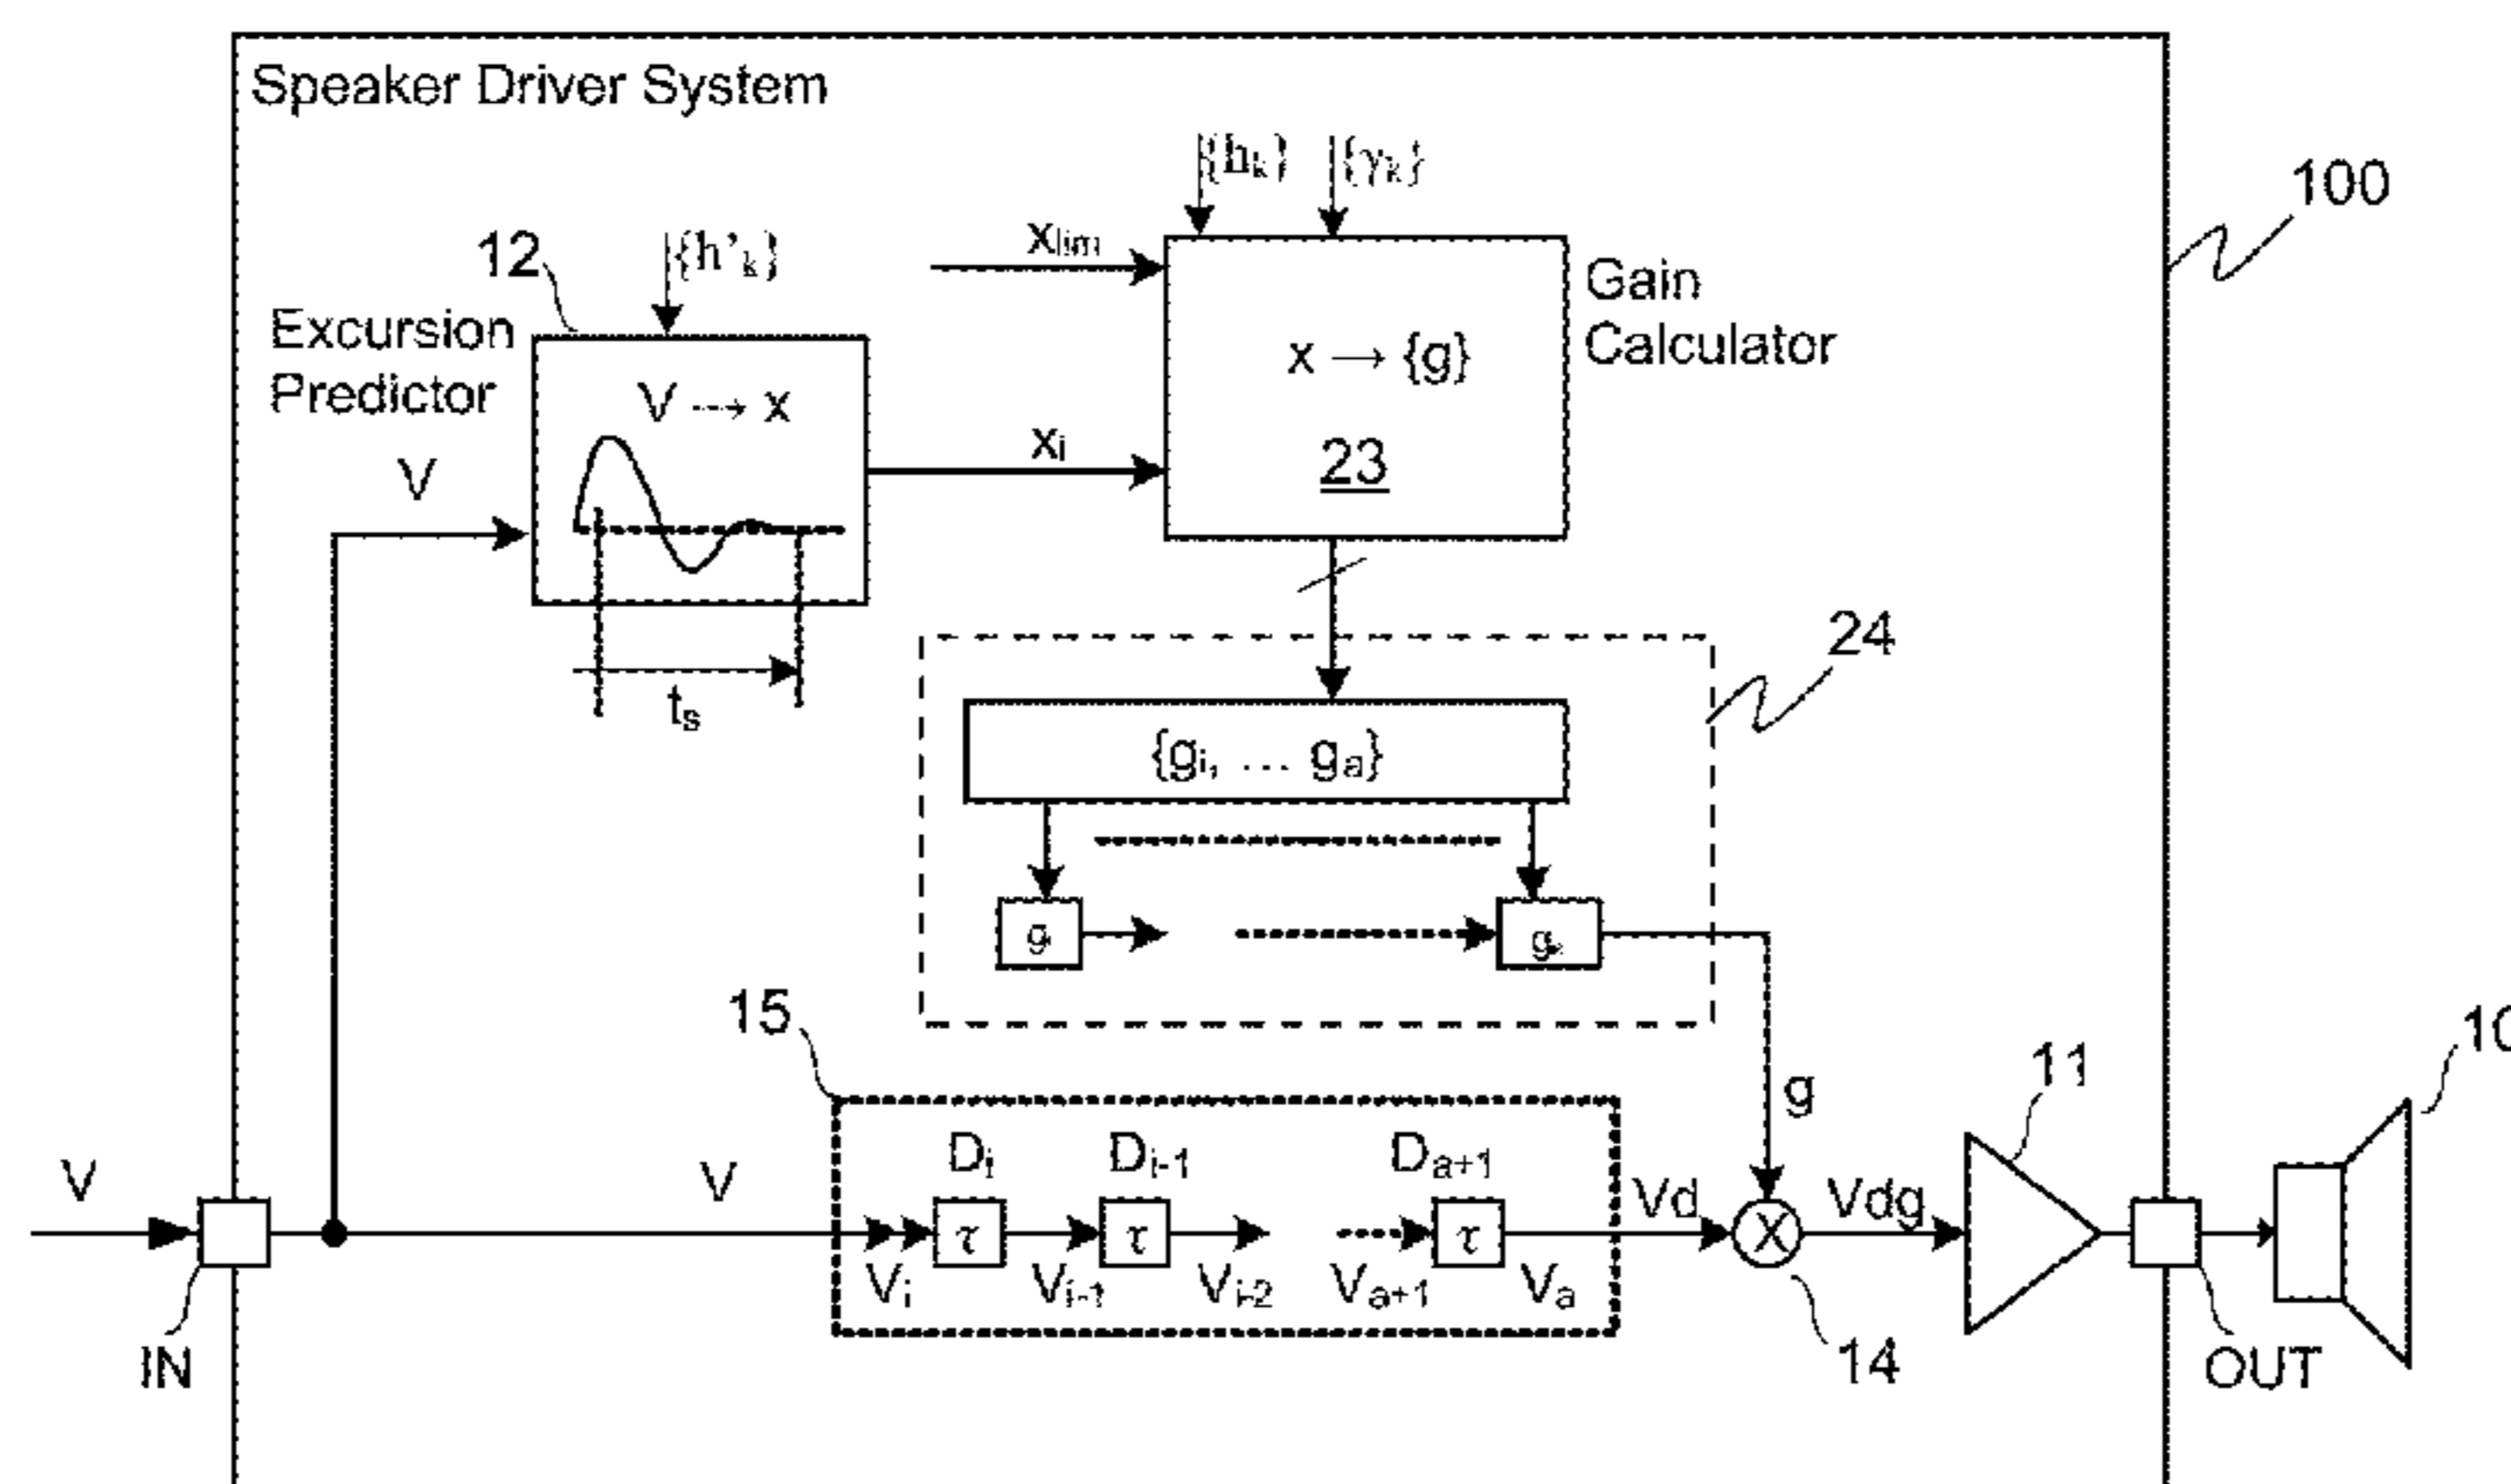 Speaker Driver System
100
{hₖ} {γₖ}
12
{h'ₖ}
xₗᵢₘ
Gain
Calculator
Excursion
Predictor
V → x
x → {g}
23
V
xᵢ
tₛ
24
{gᵢ, ... gₐ}
gᵢ gₐ
15
g
11
10
Dᵢ Dᵢ₋₁ Dₐ₊₁
V V Vd Vdg
τ τ τ X
Vᵢ Vᵢ₋₁ Vᵢ₋₂ Vₐ₊₁ Vₐ
IN 14 OUT